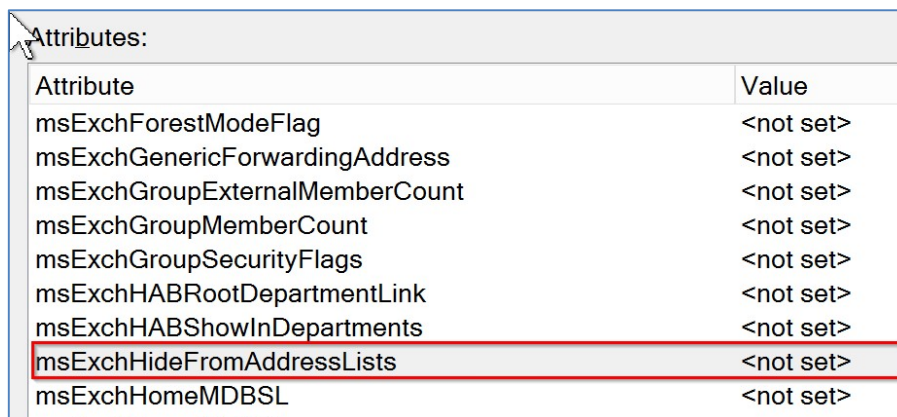 Attributes:
Attribute Value
msExchForestModeFlag <not set>
msExchGenericForwardingAddress <not set>
msExchGroupExternalMemberCount <not set>
msExchGroupMemberCount <not set>
msExchGroupSecurityFlags <not set>
msExchHABRootDepartmentLink <not set>
msExchHABShowInDepartments <not set>
msExchHideFromAddressLists <not set>
msExchHomeMDBSL <not set>